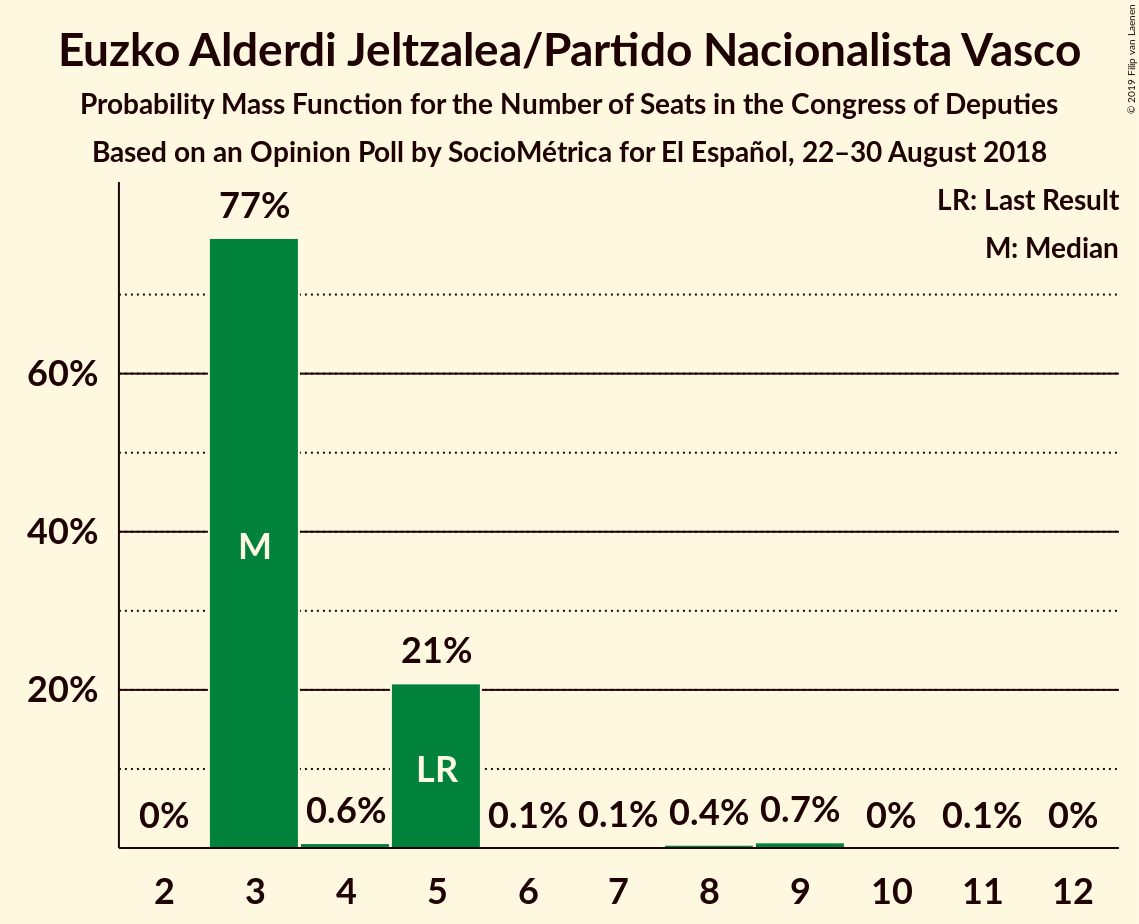 Euzko Alderdi Jeltzalea/Partido Nacionalista Vasco
Probability Mass Function for the Number of Seats in the Congress of Deputies
Based on an Opinion Poll by SocioMétrica for El Español, 22–30 August 2018
© 2019 Filip van Laenen
LR: Last Result
M: Median
77%
60%
40%
20%
M
21%
LR
0%
0.6%
0.1%
0.1%
0.4%
0.7%
0%
0.1%
0%
2 3 4 5 6 7 8 9 10 11 12